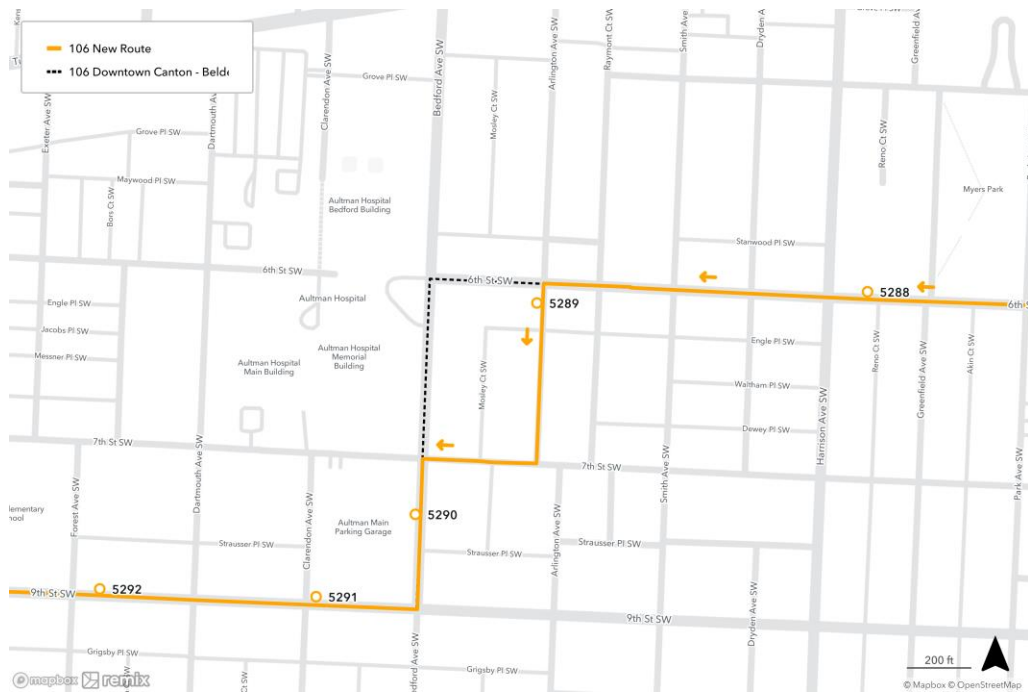 106 New Route
106 Downtown Canton - Belde
Exeter Ave SW
Dartmouth Ave SW
Clarendon Ave SW
Bedford Ave SW
Mosley Ct SW
Arlington Ave SW
Raymont Ct SW
Smith Ave SW
Dryden A
Greenfield Ave SW
Grove Pl SW
Grove Pl SW
Reno Ct SW
Maywood Pl SW
Bors Ct SW
Myers Park
Aultman Hospital
Bedford Building
Stanwood Pl SW
6th St SW
6th St SW
5288
5289
6th S
Engle Pl SW
Aultman Hospital
Jacobs Pl SW
Messner Pl SW
Aultman Hospital
Main Building
Aultman Hospital
Memorial
Building
Mosley Ct SW
Engle Pl SW
Waltham Pl SW
Dewey Pl SW
Harrison Ave SW
Reno Ct SW
Greenfield Ave SW
Akin Ct SW
7th St SW
7th St SW
Forest Ave SW
Dartmouth Ave SW
Clarendon Ave SW
Smith Ave SW
Park Ave SW
lementary
hool
Aultman Main
Parking Garage
5290
Strausser Pl SW
Strausser Pl SW
Strausser Pl SW
Arlington Ave SW
Dryden Ave SW
9th St SW
5292
5291
9th St SW
Grigsby Pl SW
Bedford Ave SW
Grigsby Pl SW
200 ft
mapbox remix
© Mapbox © OpenStreetMap